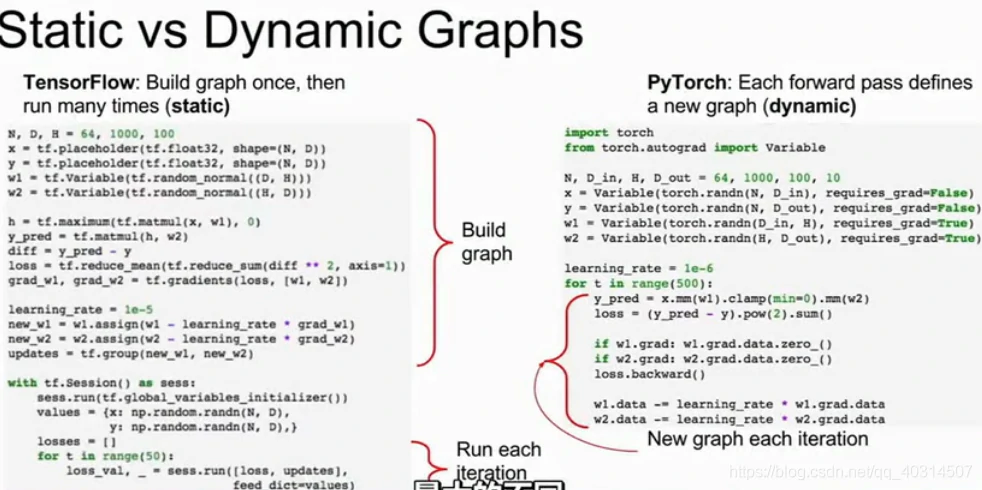 Static vs Dynamic Graphs
TensorFlow: Build graph once, then
run many times (static)
N, D, H = 64, 1000, 100
x = tf.placeholder(tf.float32, shape=(N, D))
y = tf.placeholder(tf.float32, shape=(N, D))
w1 = tf.Variable(tf.random_normal((D, H)))
w2 = tf.Variable(tf.random_normal((H, D)))
h = tf.maximum(tf.matmul(x, w1), 0)
y_pred = tf.matmul(h, w2)
diff = y_pred - y
loss = tf.reduce_mean(tf.reduce_sum(diff ** 2, axis=1))
grad_w1, grad_w2 = tf.gradients(loss, [w1, w2])
learning_rate = 1e-5
new_w1 = w1.assign(w1 - learning_rate * grad_w1)
new_w2 = w2.assign(w2 - learning_rate * grad_w2)
updates = tf.group(new_w1, new_w2)
with tf.Session() as sess:
sess.run(tf.global_variables_initializer())
values = {x: np.random.randn(N, D),
y: np.random.randn(N, D),}
losses = []
for t in range(50):
loss_val, _ = sess.run([loss, updates],
feed_dict=values)
Build
graph
Run each
iteration
PyTorch: Each forward pass defines
a new graph (dynamic)
import torch
from torch.autograd import Variable
N, D_in, H, D_out = 64, 1000, 100, 10
x = Variable(torch.randn(N, D_in), requires_grad=False)
y = Variable(torch.randn(N, D_out), requires_grad=False)
w1 = Variable(torch.randn(D_in, H), requires_grad=True)
w2 = Variable(torch.randn(H, D_out), requires_grad=True)
learning_rate = 1e-6
for t in range(500):
y_pred = x.mm(w1).clamp(min=0).mm(w2)
loss = (y_pred - y).pow(2).sum()
if w1.grad: w1.grad.data.zero_()
if w2.grad: w2.grad.data.zero_()
loss.backward()
w1.data -= learning_rate * w1.grad.data
w2.data -= learning_rate * w2.grad.data
New graph each iteration
https://blog.csdn.net/qq_40314507